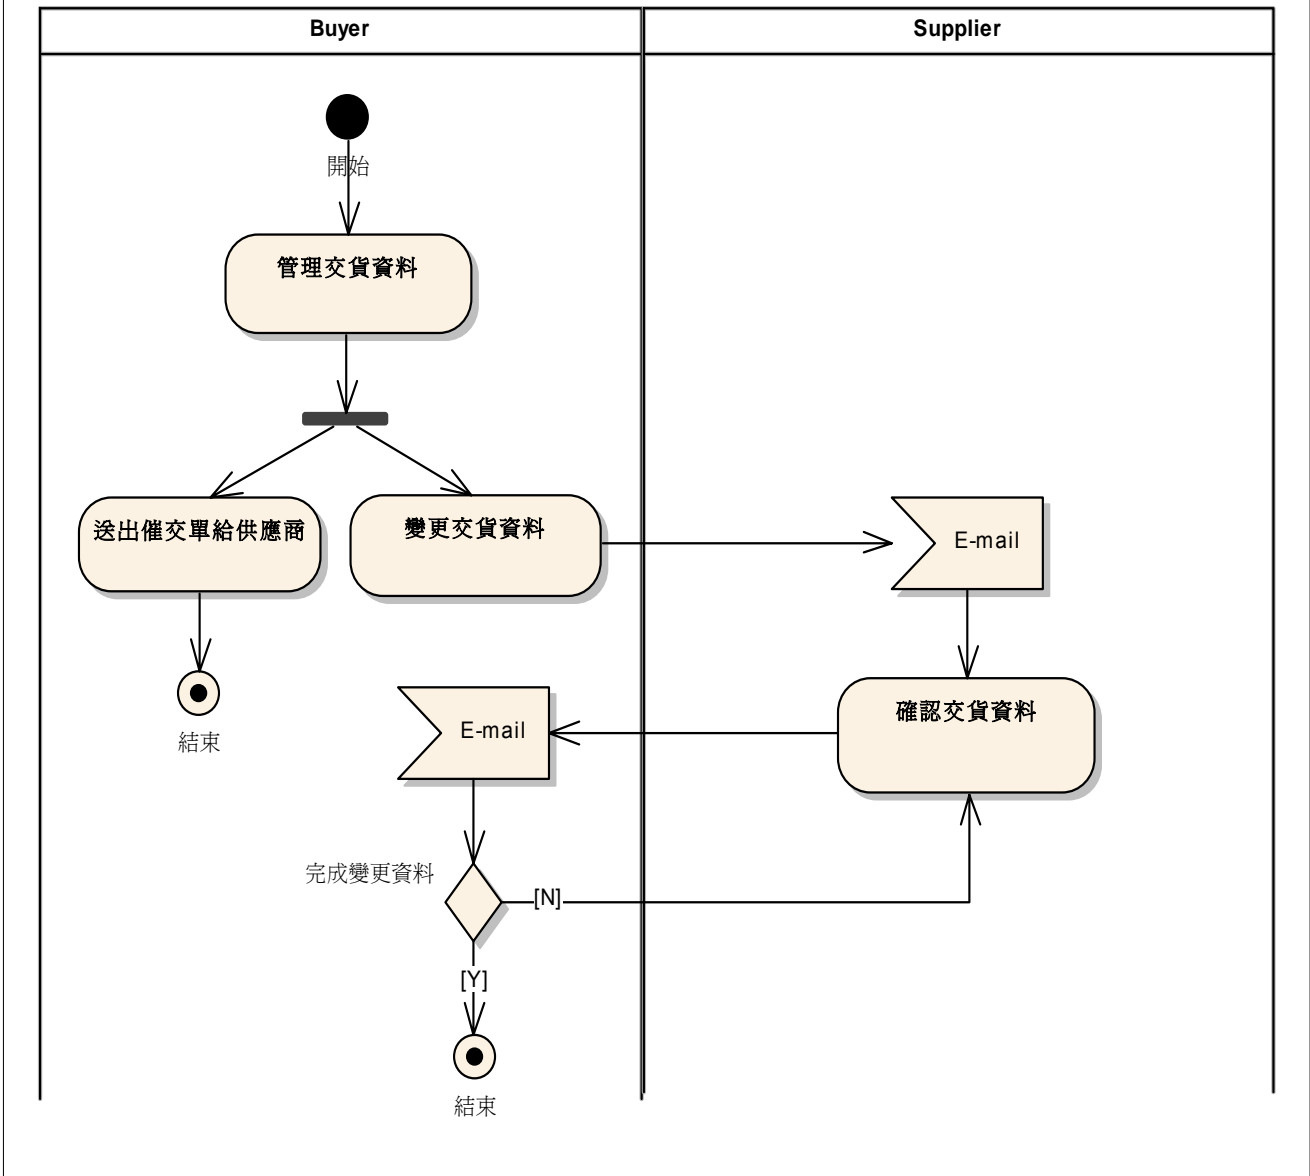 Buyer
Supplier
開始
管理交貨資料
送出催交單給供應商
變更交貨資料
E-mail
結束
E-mail
確認交貨資料
完成變更資料
[N]
[Y]
結束